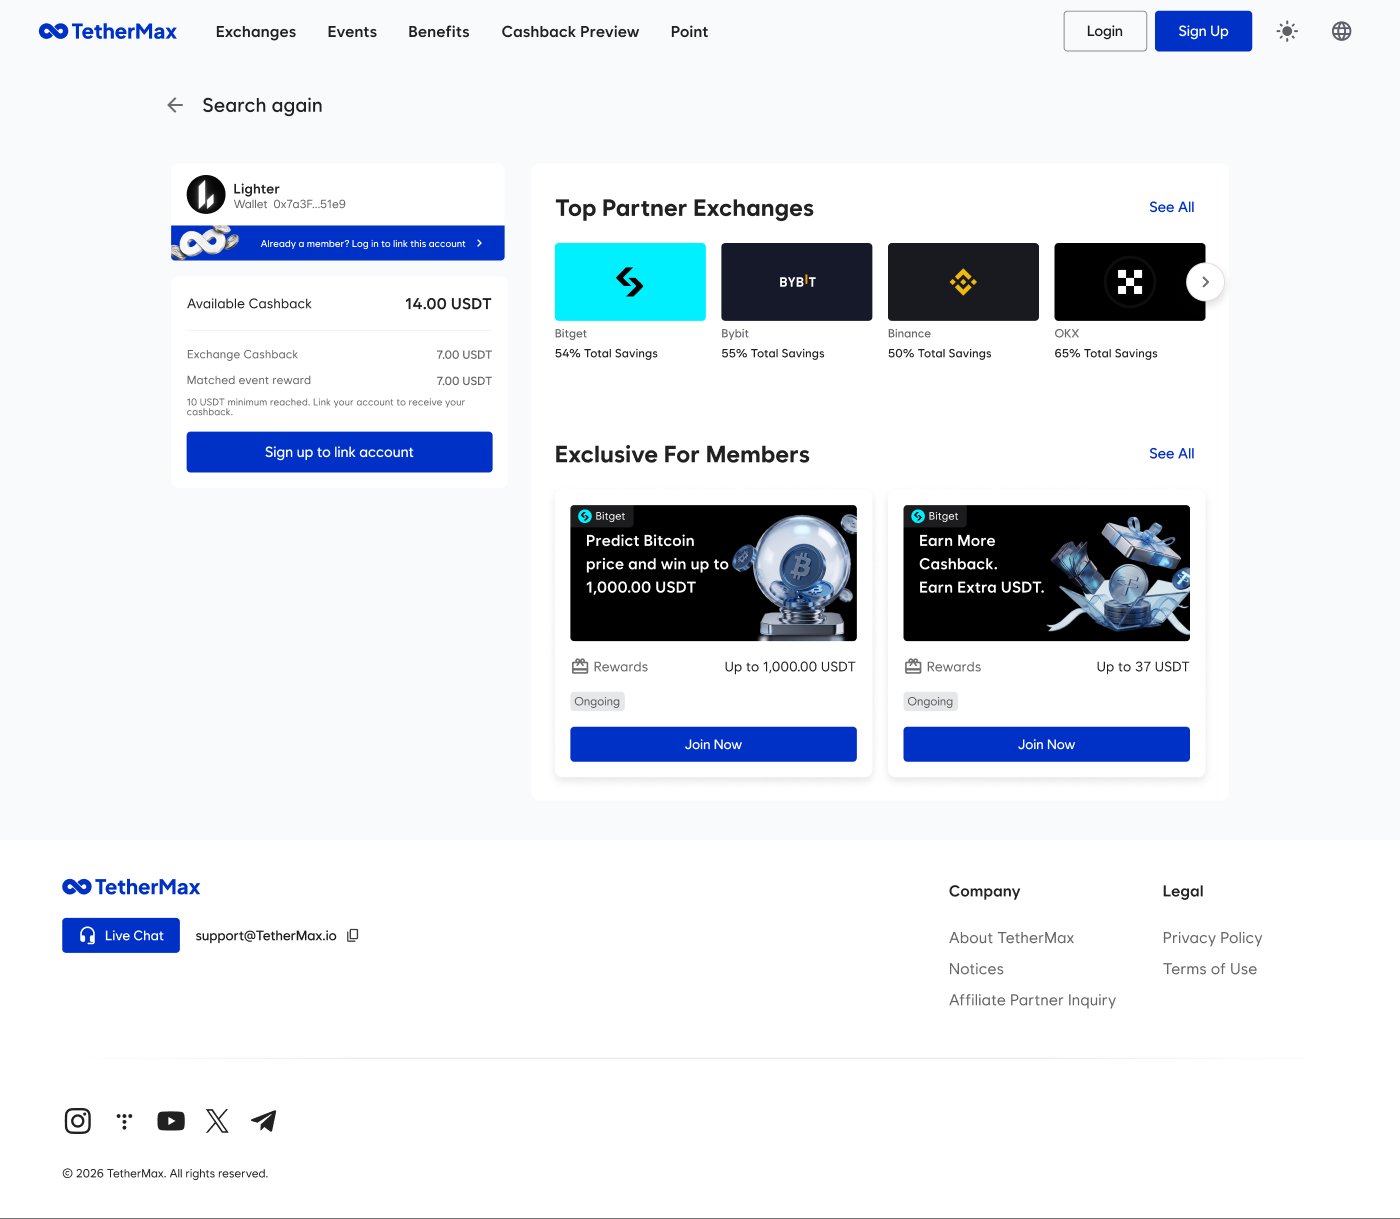 TetherMax
Exchanges
Events
Benefits
Cashback Preview
Point
Login
Sign Up
Search again
Lighter
Wallet 0x7a3F...51e9
Already a member? Log in to link this account
Available Cashback
14.00 USDT
Exchange Cashback
7.00 USDT
Matched event reward
7.00 USDT
10 USDT minimum reached. Link your account to receive your
cashback.
Sign up to link account
Top Partner Exchanges
See All
BYBIT
Bitget
54% Total Savings
Bybit
55% Total Savings
Binance
50% Total Savings
OKX
65% Total Savings
Exclusive For Members
See All
Bitget
Predict Bitcoin
price and win up to
1,000.00 USDT
Rewards
Up to 1,000.00 USDT
Ongoing
Join Now
Bitget
Earn More
Cashback.
Earn Extra USDT.
Rewards
Up to 37 USDT
Ongoing
Join Now
TetherMax
Live Chat
support@TetherMax.io
Company
About TetherMax
Notices
Affiliate Partner Inquiry
Legal
Privacy Policy
Terms of Use
© 2026 TetherMax. All rights reserved.